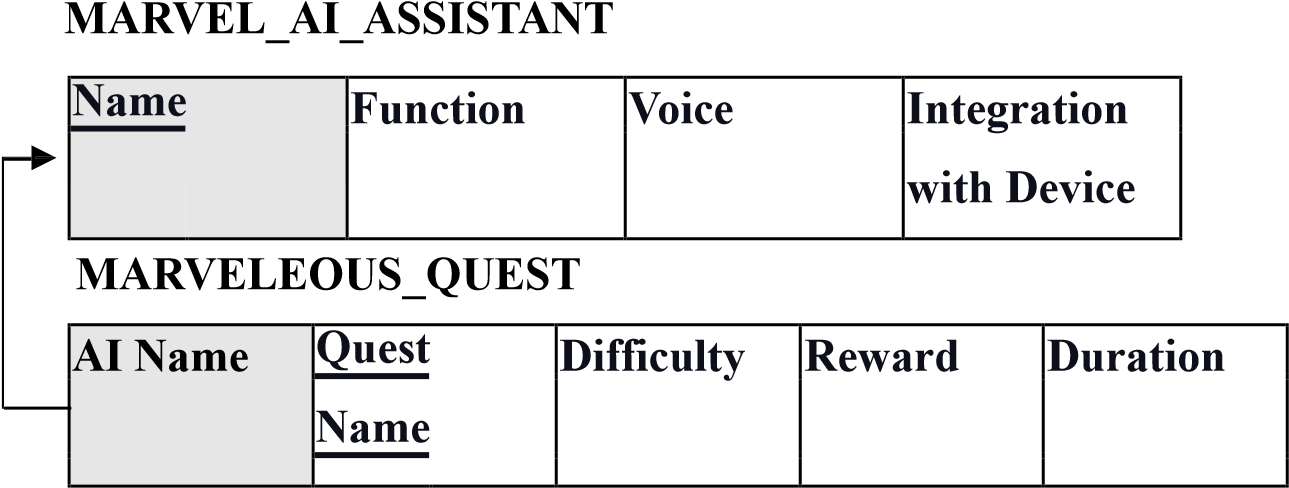 MARVEL_AI_ASSISTANT
Name Function Voice Integration
with Device
MARVELEOUS_QUEST
AI Name Quest Difficulty Reward Duration
Name